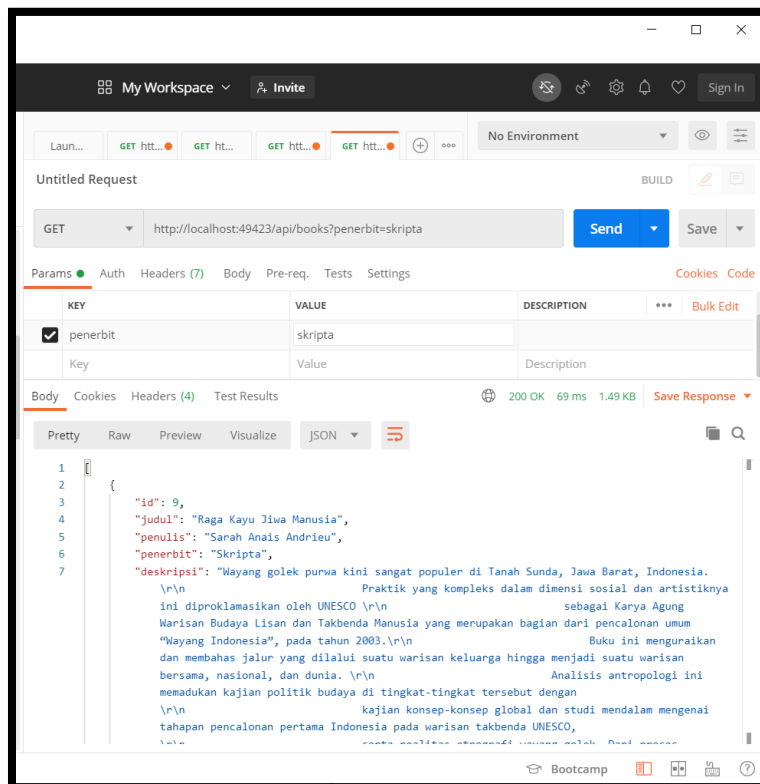 My Workspace Invite Sign In
Laun... GET htt... GET ht... GET htt... GET htt... No Environment
Untitled Request BUILD
GET http://localhost:49423/api/books?penerbit=skripta Send Save
Params Auth Headers (7) Body Pre-req. Tests Settings Cookies Code
KEY VALUE DESCRIPTION Bulk Edit
penerbit skripta
Key Value Description
Body Cookies Headers (4) Test Results 200 OK 69 ms 1.49 KB Save Response
Pretty Raw Preview Visualize JSON
1 [
2 {
3 "id": 9,
4 "judul": "Raga Kayu Jiwa Manusia",
5 "penulis": "Sarah Anais Andrieu",
6 "penerbit": "Skripta",
7 "deskripsi": "Wayang golek purwa kini sangat populer di Tanah Sunda, Jawa Barat, Indonesia.
\r\n Praktik yang kompleks dalam dimensi sosial dan artistiknya
ini diproklamasikan oleh UNESCO \r\n sebagai Karya Agung
Warisan Budaya Lisan dan Takbenda Manusia yang merupakan bagian dari pencalonan umum
“Wayang Indonesia”, pada tahun 2003.\r\n Buku ini menguraikan
dan membahas jalur yang dilalui suatu warisan keluarga hingga menjadi suatu warisan
bersama, nasional, dan dunia. \r\n Analisis antropologi ini
memadukan kajian politik budaya di tingkat-tingkat tersebut dengan
\r\n kajian konsep-konsep global dan studi mendalam mengenai
tahapan pencalonan pertama Indonesia pada warisan takbenda UNESCO,
\r\n serta realitas etnografi wayang golek. Dari proses
Bootcamp